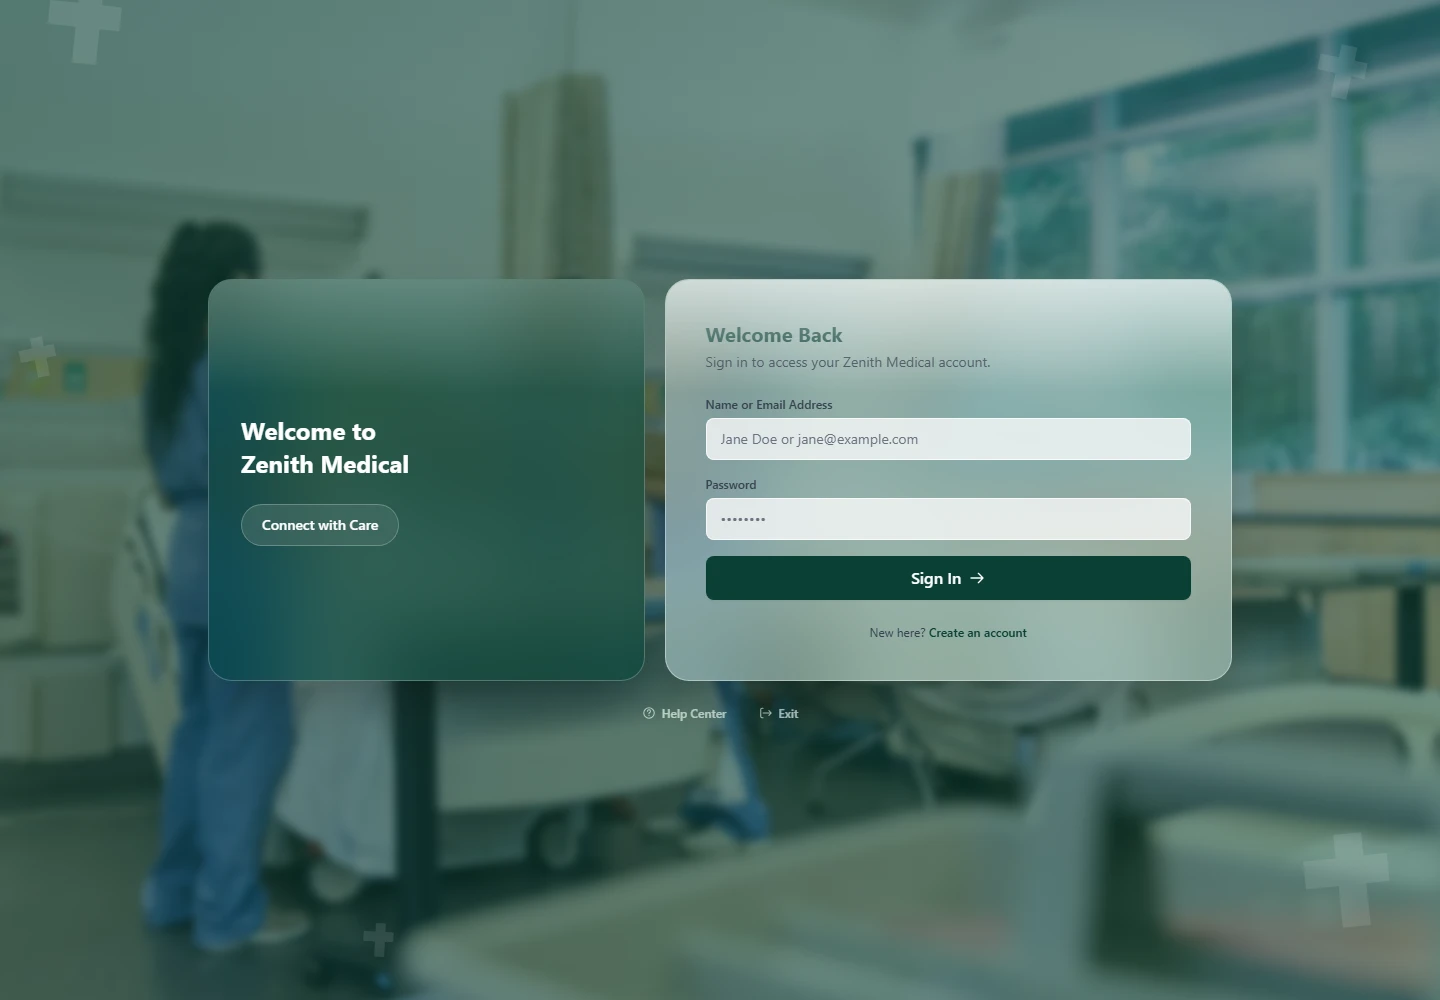 Welcome to
Zenith Medical
Connect with Care
Welcome Back
Sign in to access your Zenith Medical account.
Name or Email Address
Jane Doe or jane@example.com
Password
••••••••
Sign In →
New here? Create an account
Help Center
Exit